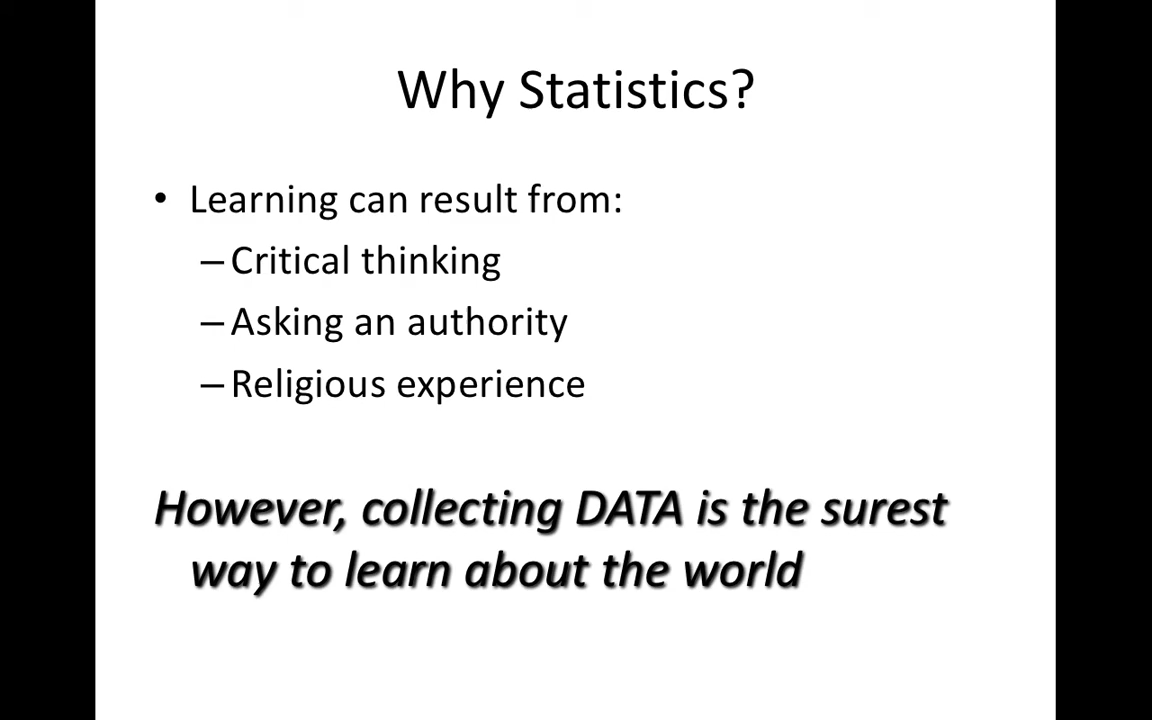 Why Statistics?
• Learning can result from:
– Critical thinking
– Asking an authority
– Religious experience
However, collecting DATA is the surest
way to learn about the world